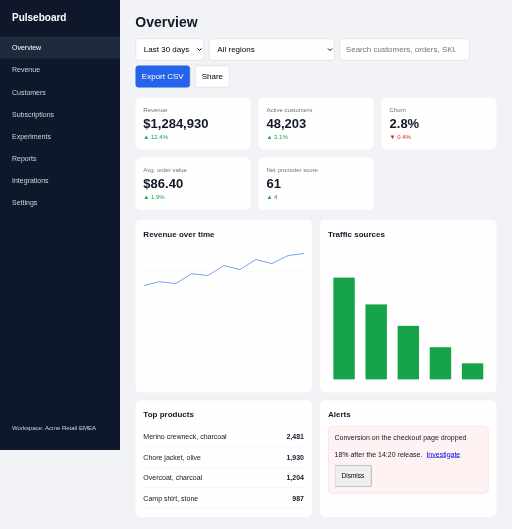 Pulseboard
Overview
Revenue
Customers
Subscriptions
Experiments
Reports
Integrations
Settings
Workspace: Acme Retail EMEA
Overview
Last 30 days
All regions
Search customers, orders, SKU
Export CSV
Share
Revenue
$1,284,930
▲ 12.4%
Active customers
48,203
▲ 3.1%
Churn
2.8%
▼ 0.4%
Avg. order value
$86.40
▲ 1.9%
Net promoter score
61
▲ 4
Revenue over time
Traffic sources
Top products
Merino crewneck, charcoal 2,481
Chore jacket, olive 1,930
Overcoat, charcoal 1,204
Camp shirt, stone 987
Alerts
Conversion on the checkout page dropped
18% after the 14:20 release. Investigate
Dismiss